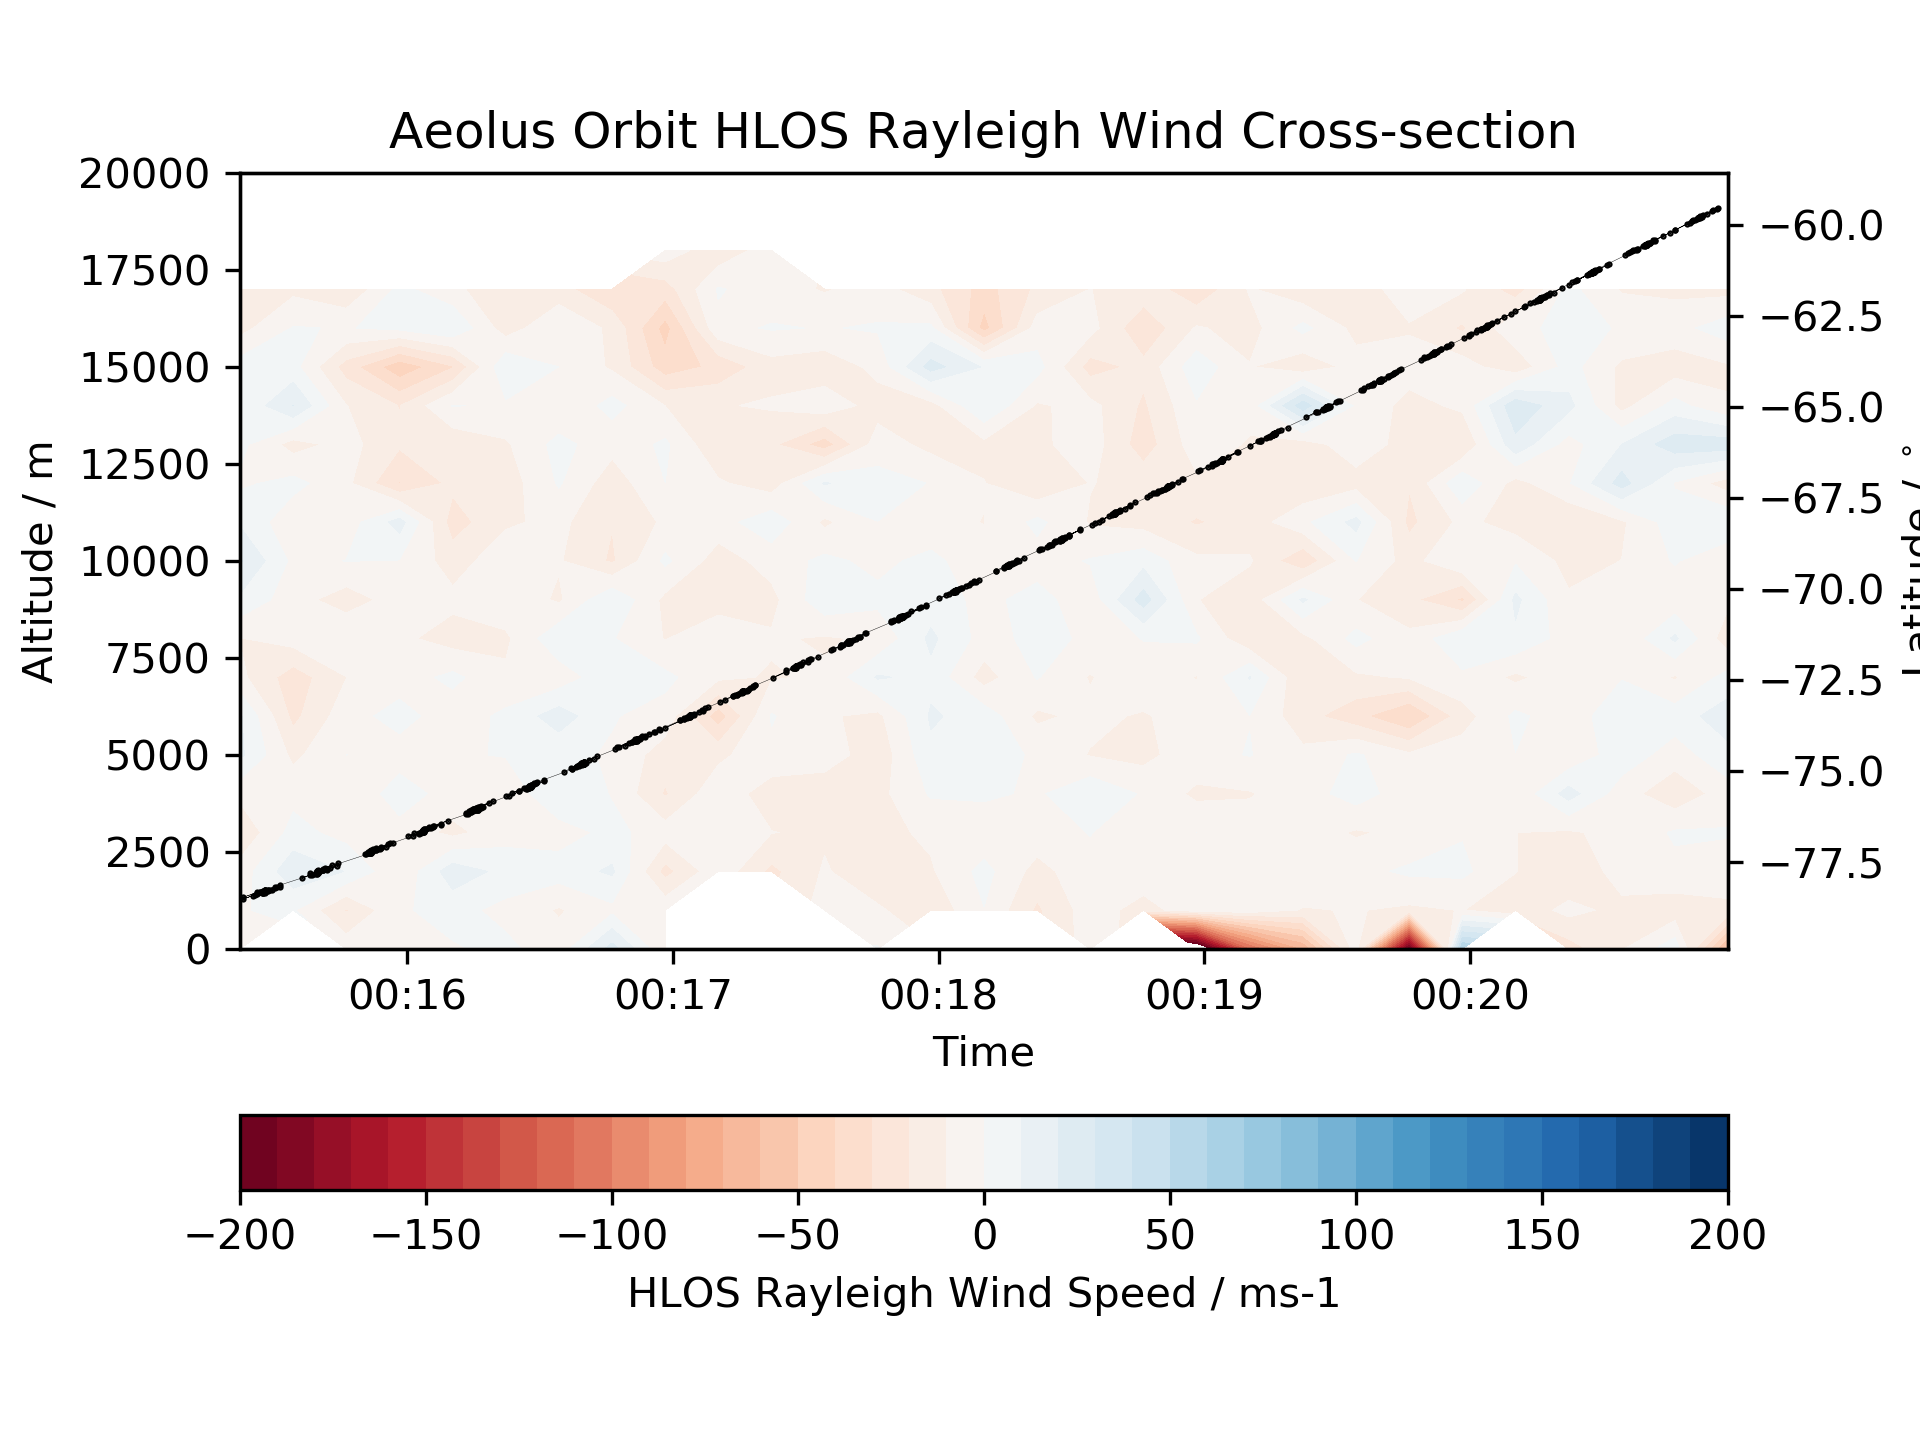 Aeolus Orbit HLOS Rayleigh Wind Cross-section
20000
17500
15000
12500
10000
7500
5000
2500
0
Altitude / m
−60.0
−62.5
−65.0
−67.5
−70.0
−72.5
−75.0
−77.5
Latitude / °
00:16 00:17 00:18 00:19 00:20
Time
−200 −150 −100 −50 0 50 100 150 200
HLOS Rayleigh Wind Speed / ms-1